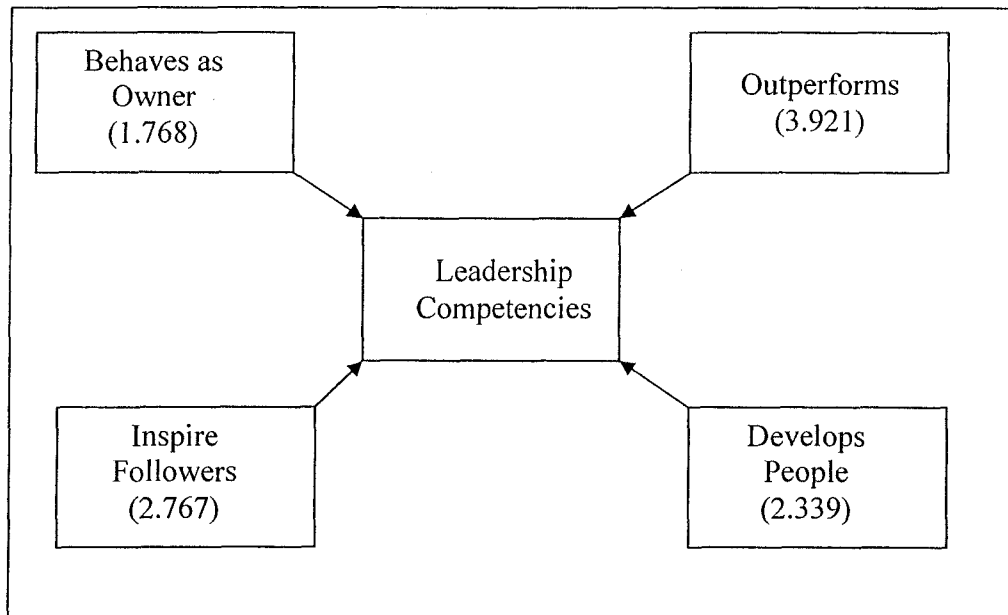 Behaves as
Owner
(1.768)
Outperforms
(3.921)
Leadership
Competencies
Inspire
Followers
(2.767)
Develops
People
(2.339)